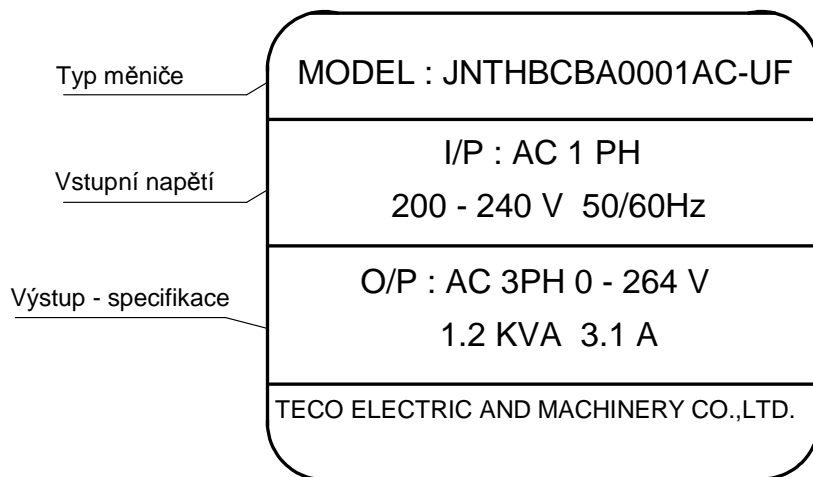 Typ měniče
MODEL : JNTHBCBA0001AC-UF
Vstupní napětí
I/P : AC 1 PH
200 - 240 V 50/60Hz
Výstup - specifikace
O/P : AC 3PH 0 - 264 V
1.2 KVA 3.1 A
TECO ELECTRIC AND MACHINERY CO.,LTD.